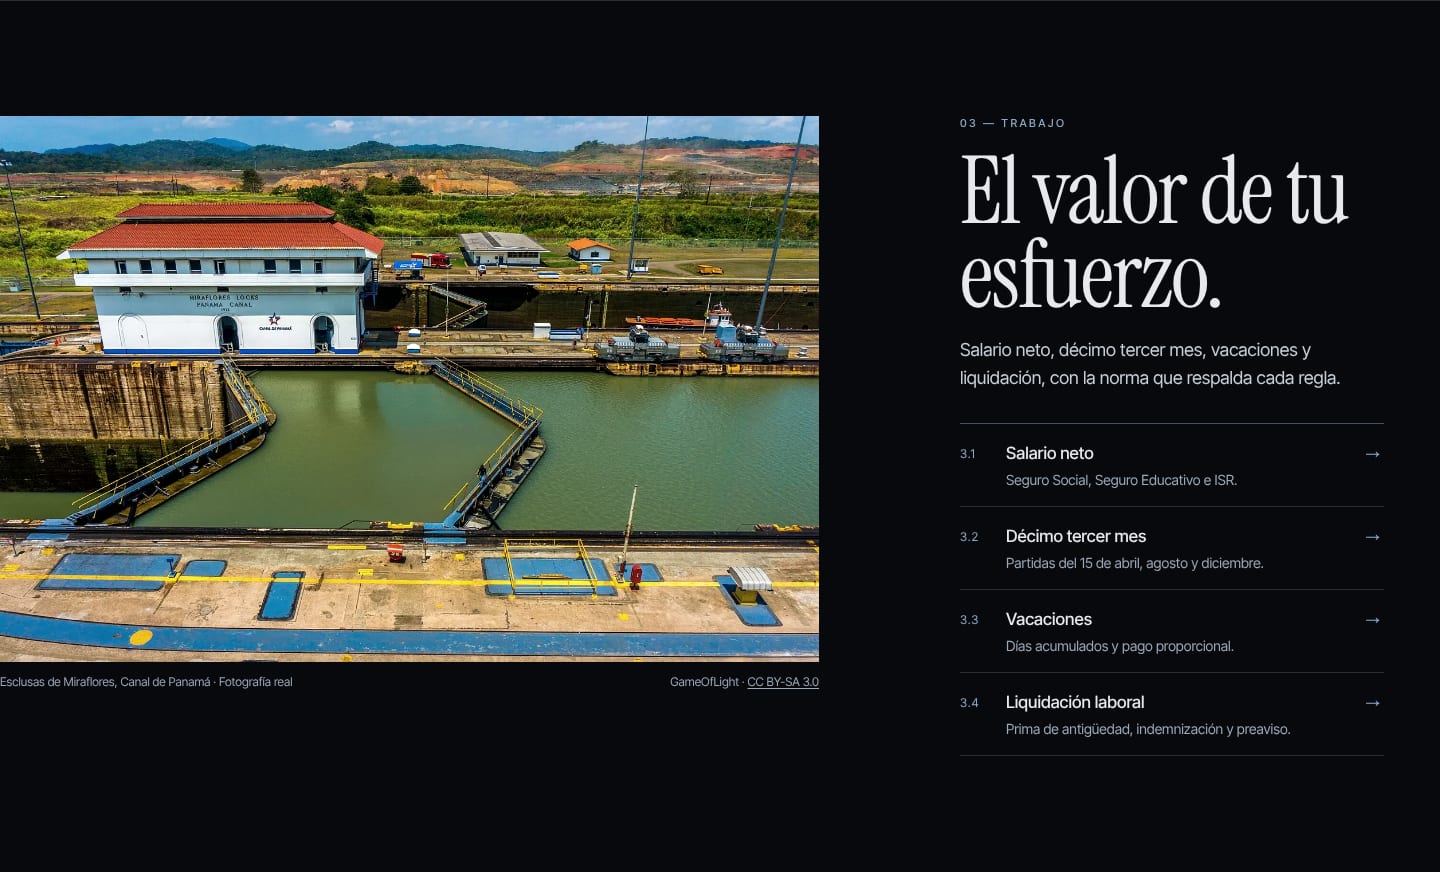 MIRAFLORES LOCKS
PANAMA CANAL
1913
CANAL DE PANAMÁ
Esclusas de Miraflores, Canal de Panamá · Fotografía real
GameOfLight · CC BY-SA 3.0
03 — TRABAJO
El valor de tu
esfuerzo.
Salario neto, décimo tercer mes, vacaciones y
liquidación, con la norma que respalda cada regla.
3.1 Salario neto →
Seguro Social, Seguro Educativo e ISR.
3.2 Décimo tercer mes →
Partidas del 15 de abril, agosto y diciembre.
3.3 Vacaciones →
Días acumulados y pago proporcional.
3.4 Liquidación laboral →
Prima de antigüedad, indemnización y preaviso.